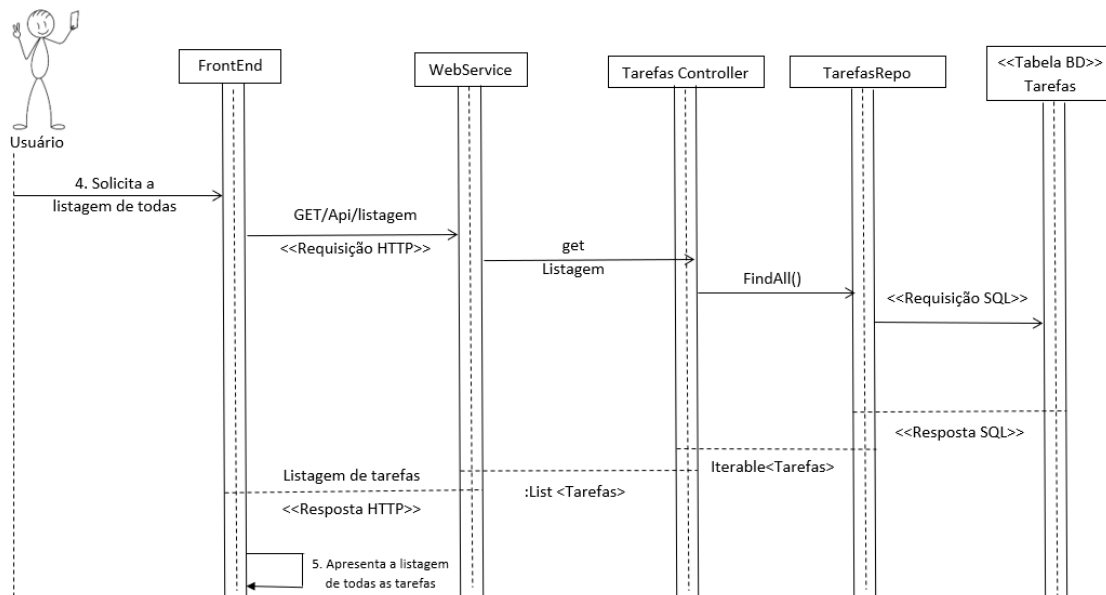 FrontEnd
WebService
Tarefas Controller
TarefasRepo
<<Tabela BD>>
Tarefas
Usuário
4. Solicita a
listagem de todas
GET/Api/listagem
<<Requisição HTTP>>
get
Listagem
FindAll()
<<Requisição SQL>>
<<Resposta SQL>>
Iterable<Tarefas>
:List <Tarefas>
Listagem de tarefas
<<Resposta HTTP>>
5. Apresenta a listagem
de todas as tarefas